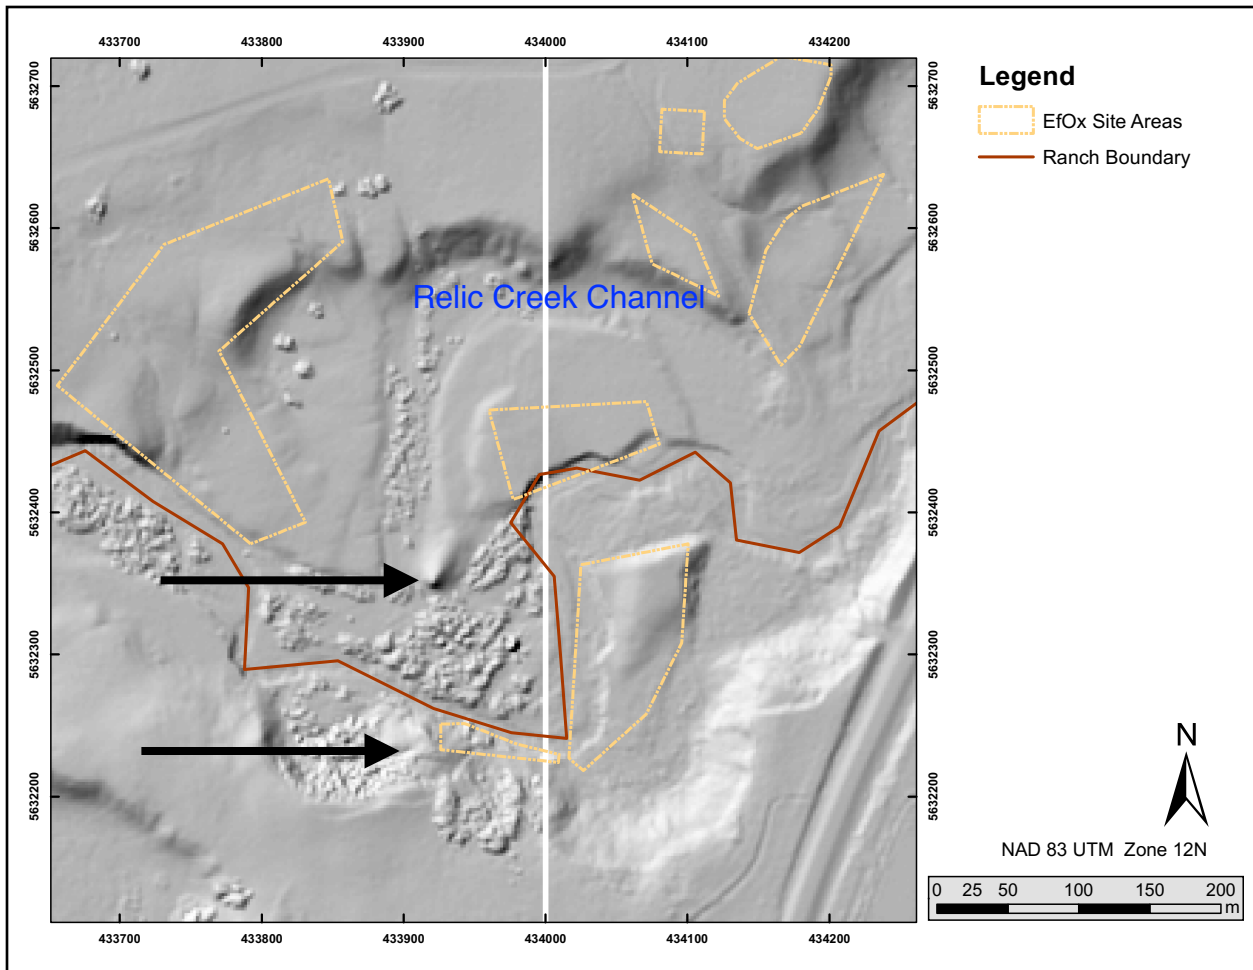 433700 433800 433900 434000 434100 434200
5632700
5632600
5632500
5632400
5632300
5632200
5632700
5632600
5632500
5632400
5632300
5632200
Relic Creek Channel
433700 433800 433900 434000 434100 434200
Legend
EfOx Site Areas
Ranch Boundary
N
NAD 83 UTM Zone 12N
0 25 50 100 150 200
m